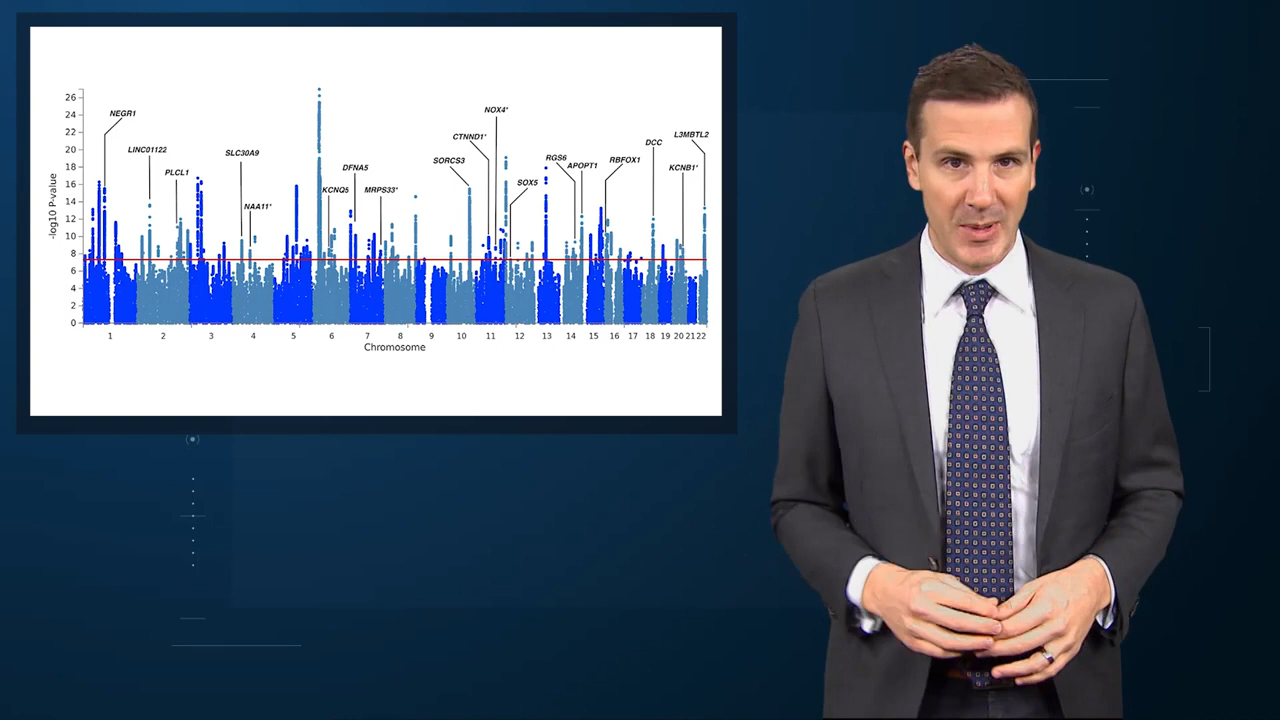 26
24
22
20
18
16
14
12
10
8
6
4
2
0
-log10 P-value
NEGR1
LINC01122
PLCL1
SLC30A9
NAA11*
KCNQ5
DFNA5
MRPS33*
SORCS3
CTNND1*
NOX4*
SOX5
RGS6
APOPT1
RBFOX1
DCC
KCNB1*
L3MBTL2
1 2 3 4 5 6 7 8 9 10 11 12 13 14 15 16 17 18 19 20 21 22
Chromosome